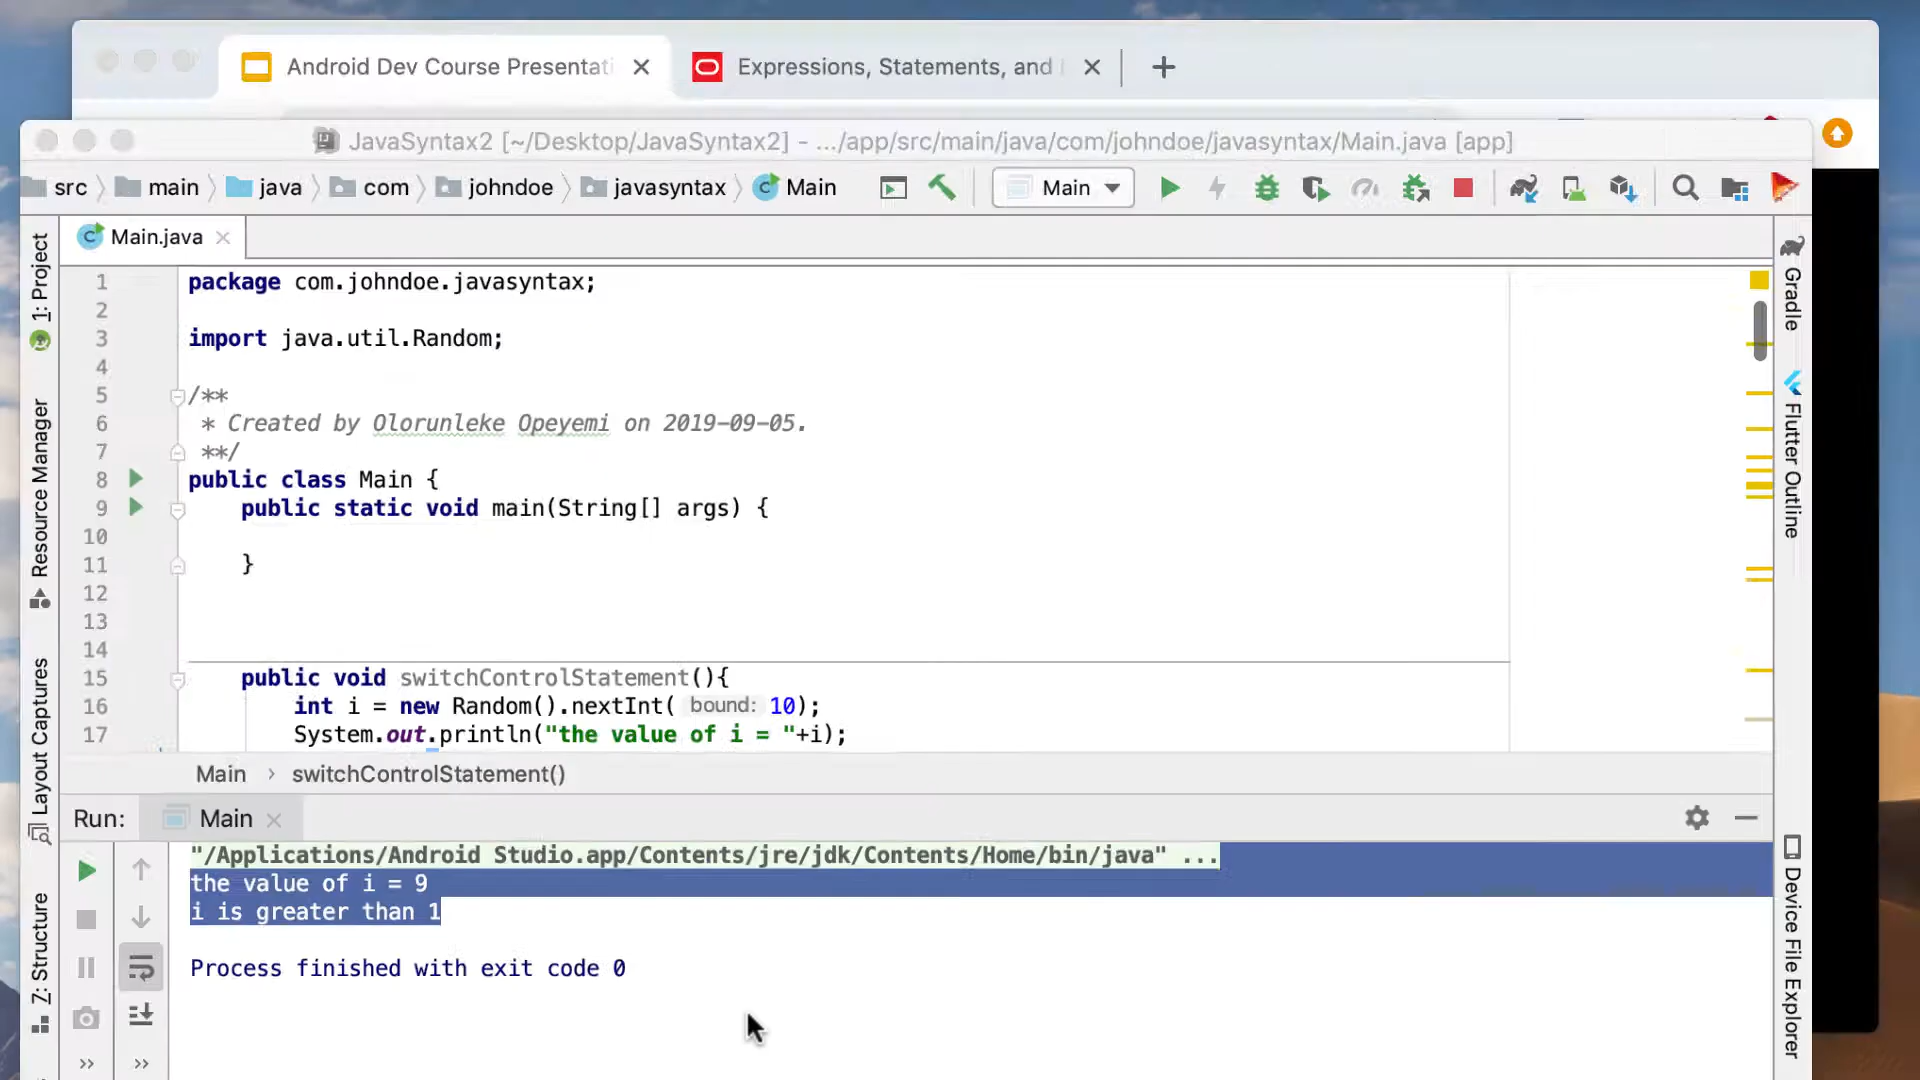 Android Dev Course Presentati
Expressions, Statements, and
JavaSyntax2 [~/Desktop/JavaSyntax2] - .../app/src/main/java/com/johndoe/javasyntax/Main.java [app]
src main java com johndoe javasyntax Main
Main
Main.java
1 package com.johndoe.javasyntax;
2
3 import java.util.Random;
4
5 /**
6 * Created by Olorunleke Opeyemi on 2019-09-05.
7 **/
8 public class Main {
9 public static void main(String[] args) {
10
11 }
12
13
14
15 public void switchControlStatement(){
16 int i = new Random().nextInt( bound: 10);
17 System.out.println("the value of i = "+i);
Main › switchControlStatement()
Run: Main
"/Applications/Android Studio.app/Contents/jre/jdk/Contents/Home/bin/java" ...
the value of i = 9
i is greater than 1
Process finished with exit code 0
1: Project
Resource Manager
Layout Captures
Z: Structure
Gradle
Flutter Outline
Device File Explorer